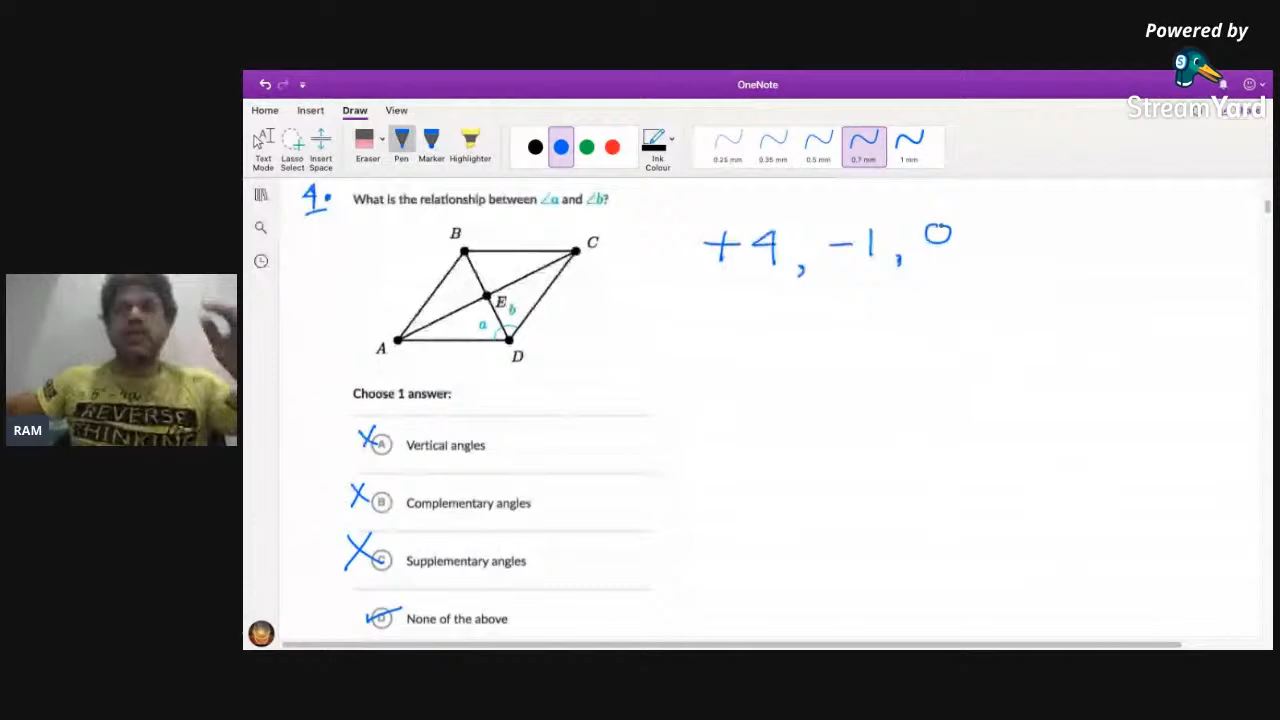 Powered by
StreamYard
OneNote
Home Insert Draw View
Text Mode
Lasso Select
Insert Space
Eraser
Pen
Marker
Highlighter
Ink Colour
0.25 mm
0.35 mm
0.5 mm
0.7 mm
1 mm
4.
What is the relationship between ∠a and ∠b?
+4, -1, 0
B
C
E
b
a
A
D
Choose 1 answer:
A Vertical angles
B Complementary angles
C Supplementary angles
D None of the above
REVERSE
THINKING
RAM